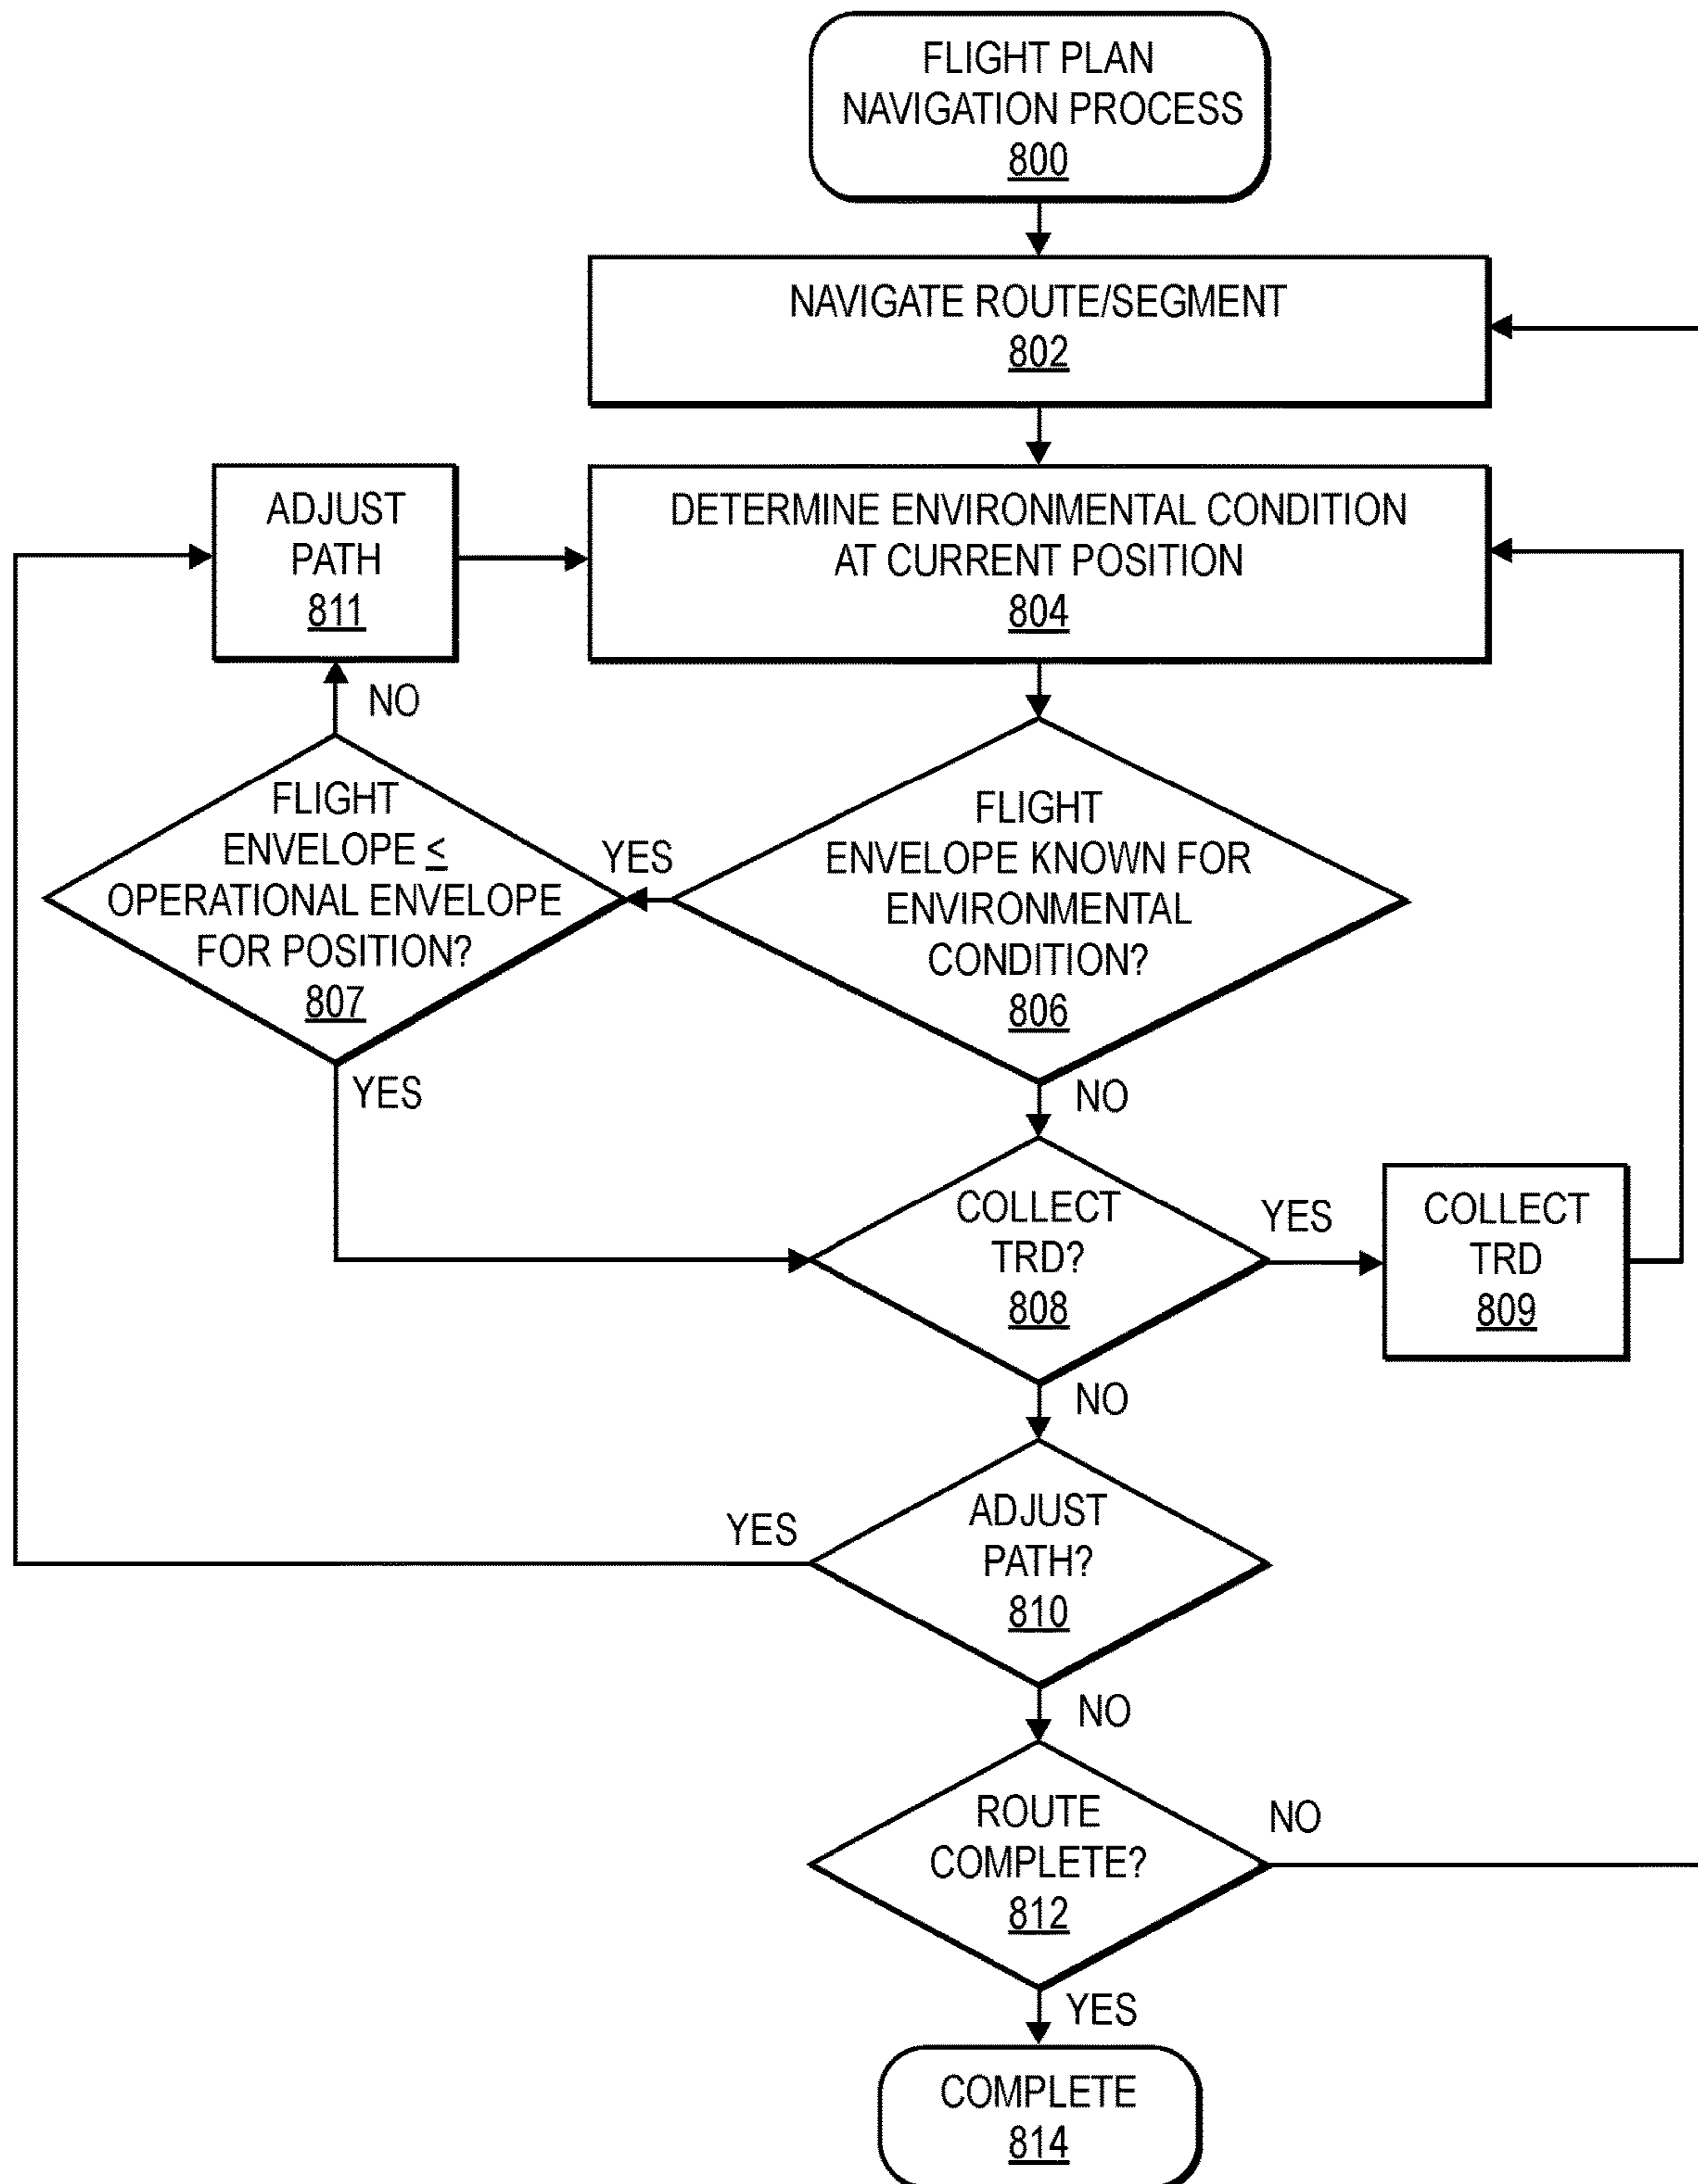 FLIGHT PLAN
NAVIGATION PROCESS
800
NAVIGATE ROUTE/SEGMENT
802
ADJUST
PATH
811
DETERMINE ENVIRONMENTAL CONDITION
AT CURRENT POSITION
804
NO
FLIGHT
ENVELOPE ≤
OPERATIONAL ENVELOPE
FOR POSITION?
807
YES
FLIGHT
ENVELOPE KNOWN FOR
ENVIRONMENTAL
CONDITION?
806
YES
NO
COLLECT
TRD?
808
YES
COLLECT
TRD
809
NO
YES
ADJUST
PATH?
810
NO
ROUTE
COMPLETE?
812
NO
YES
COMPLETE
814